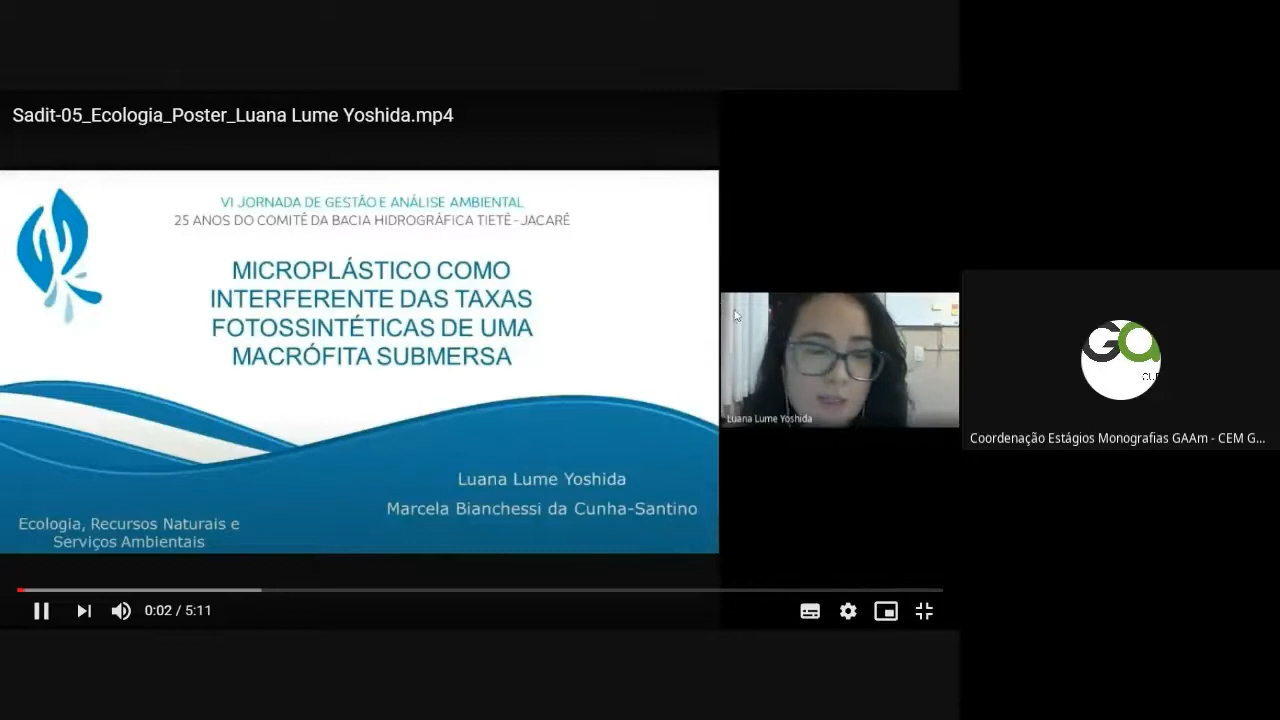 Sadit-05_Ecologia_Poster_Luana Lume Yoshida.mp4
VI JORNADA DE GESTÃO E ANÁLISE AMBIENTAL
25 ANOS DO COMITÊ DA BACIA HIDROGRÁFICA TIETÊ-JACARÉ
MICROPLÁSTICO COMO
INTERFERENTE DAS TAXAS
FOTOSSINTÉTICAS DE UMA
MACRÓFITA SUBMERSA
Luana Lume Yoshida
Marcela Bianchessi da Cunha-Santino
Ecologia, Recursos Naturais e
Serviços Ambientais
Luana Lume Yoshida
Coordenação Estágios Monografias GAAm - CEM G...
0:02 / 5:11